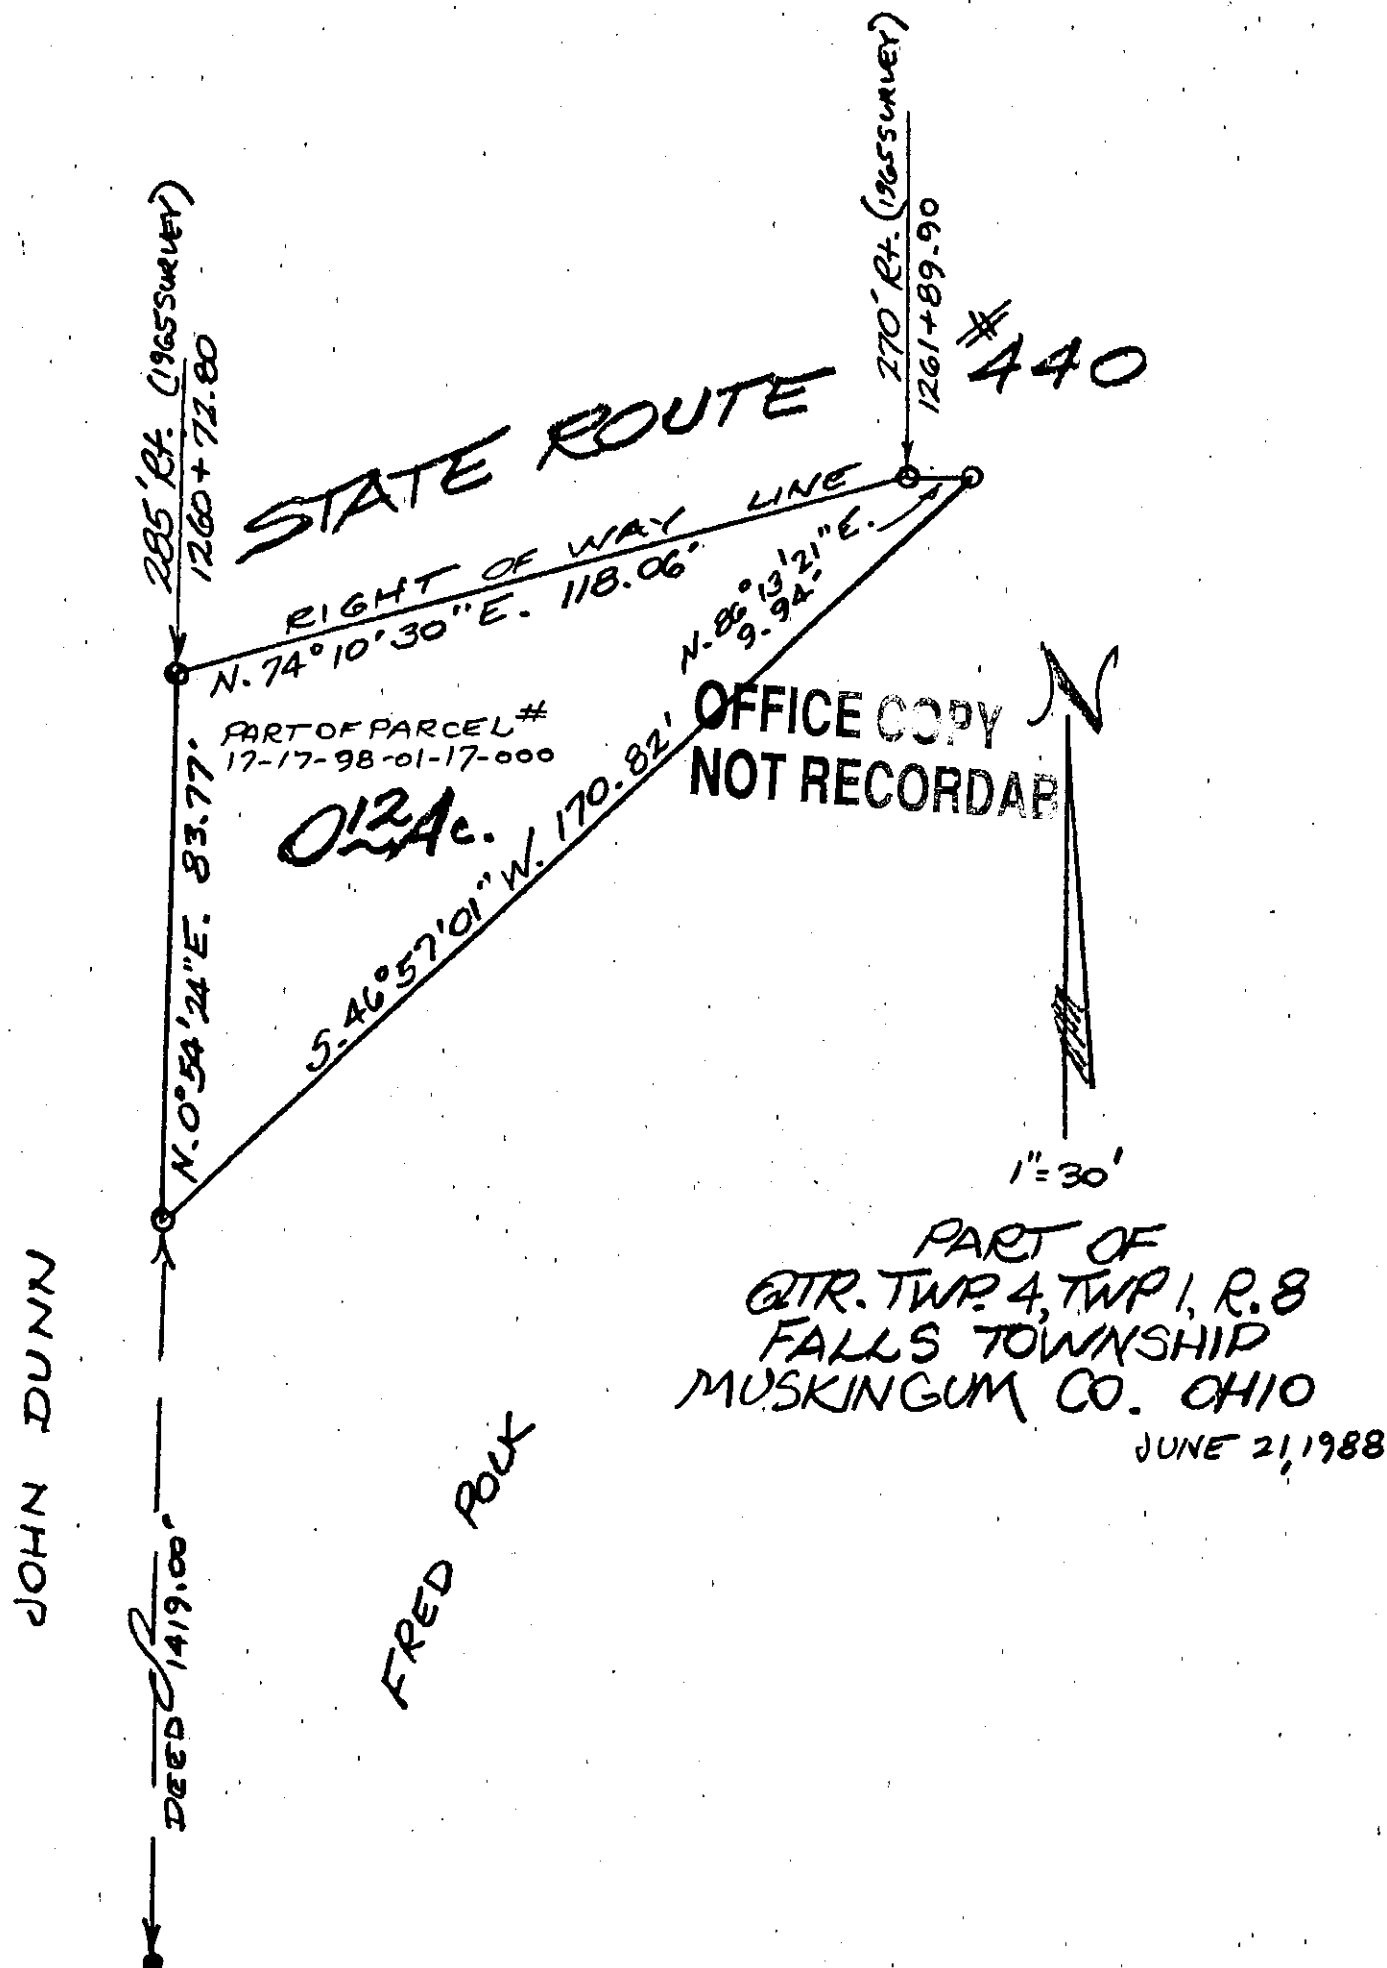 285' Rt. (1965 SURVEY)
1260+72.80
270' Rt. (1965 SURVEY)
1261+89.90
STATE ROUTE #440
RIGHT OF WAY LINE
N. 74° 10' 30" E. 118.06'
N. 86° 13' 21" E.
9.94'
PART OF PARCEL #
17-17-98-01-17-000
0.12 Ac.
N. 0° 54' 24" E. 83.77'
S. 46° 57' 01" W. 170.82'
OFFICE COPY
NOT RECORDAB
N
1" = 30'
PART OF
QTR. TWP. 4, TWP 1, R. 8
FALLS TOWNSHIP
MUSKINGUM CO. OHIO
JUNE 21, 1988
JOHN DUNN
DEED 1419.00'
FRED POLK